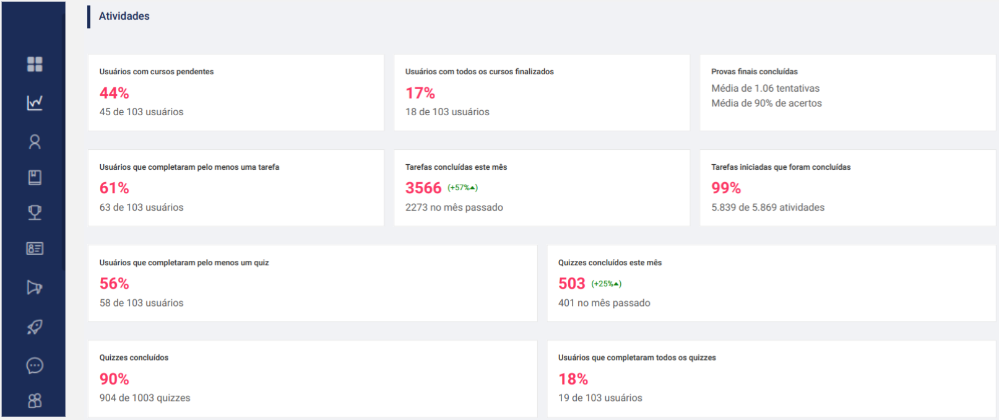 Atividades
Usuários com cursos pendentes
44%
45 de 103 usuários
Usuários com todos os cursos finalizados
17%
18 de 103 usuários
Provas finais concluídas
Média de 1.06 tentativas
Média de 90% de acertos
Usuários que completaram pelo menos uma tarefa
61%
63 de 103 usuários
Tarefas concluídas este mês
3566 (+57%▲)
2273 no mês passado
Tarefas iniciadas que foram concluídas
99%
5.839 de 5.869 atividades
Usuários que completaram pelo menos um quiz
56%
58 de 103 usuários
Quizzes concluídos este mês
503 (+25%▲)
401 no mês passado
Quizzes concluídos
90%
904 de 1003 quizzes
Usuários que completaram todos os quizzes
18%
19 de 103 usuários